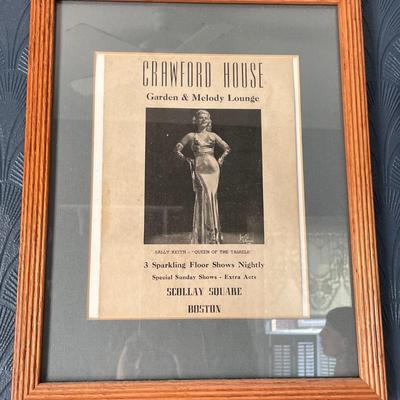 CRAWFORD HOUSE
Garden & Melody Lounge
SALLY KEITH - "QUEEN OF THE TASSELS"
3 Sparkling Floor Shows Nightly
Special Sunday Shows - Extra Acts
SCOLLAY SQUARE
BOSTON